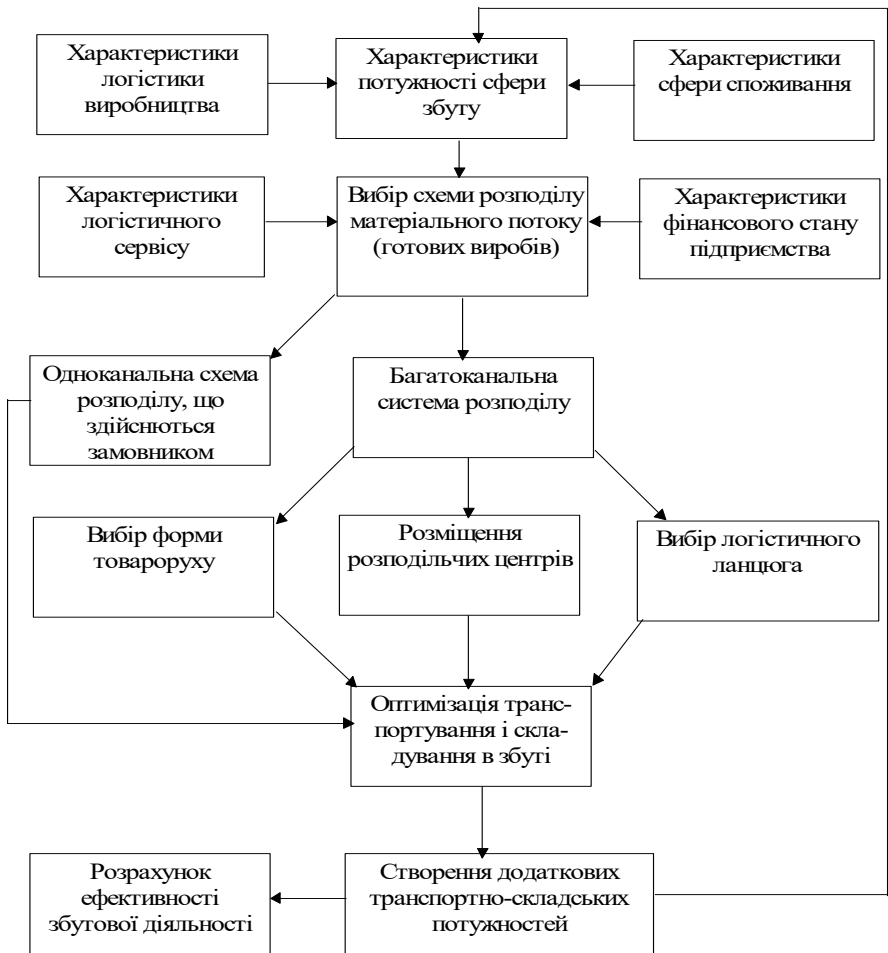 Характеристики
логістики
виробництва
Характеристики
потужності сфери
збуту
Характеристики
сфери споживання
Характеристики
логістичного
сервісу
Вибір схеми розподілу
матеріального потоку
(готових виробів)
Характеристики
фінансового стану
підприємства
Одноканальна схема
розподілу, що
здійснюються
замовником
Багатоканальна
система розподілу
Вибір форми
товароруху
Розміщення
розподільчих центрів
Вибір логістичного
ланцюга
Оптимізація транс-
портування і скла-
дування в збуті
Розрахунок
ефективності
збутової діяльності
Створення додаткових
транспортно-складських
потужностей